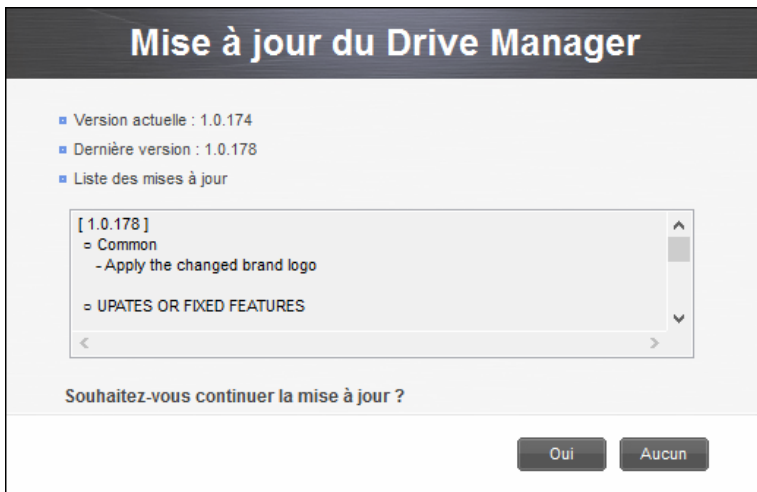 Mise à jour du Drive Manager
Version actuelle : 1.0.174
Dernière version : 1.0.178
Liste des mises à jour
[ 1.0.178 ]
▫ Common
- Apply the changed brand logo
▫ UPATES OR FIXED FEATURES
Souhaitez-vous continuer la mise à jour ?
Oui
Aucun